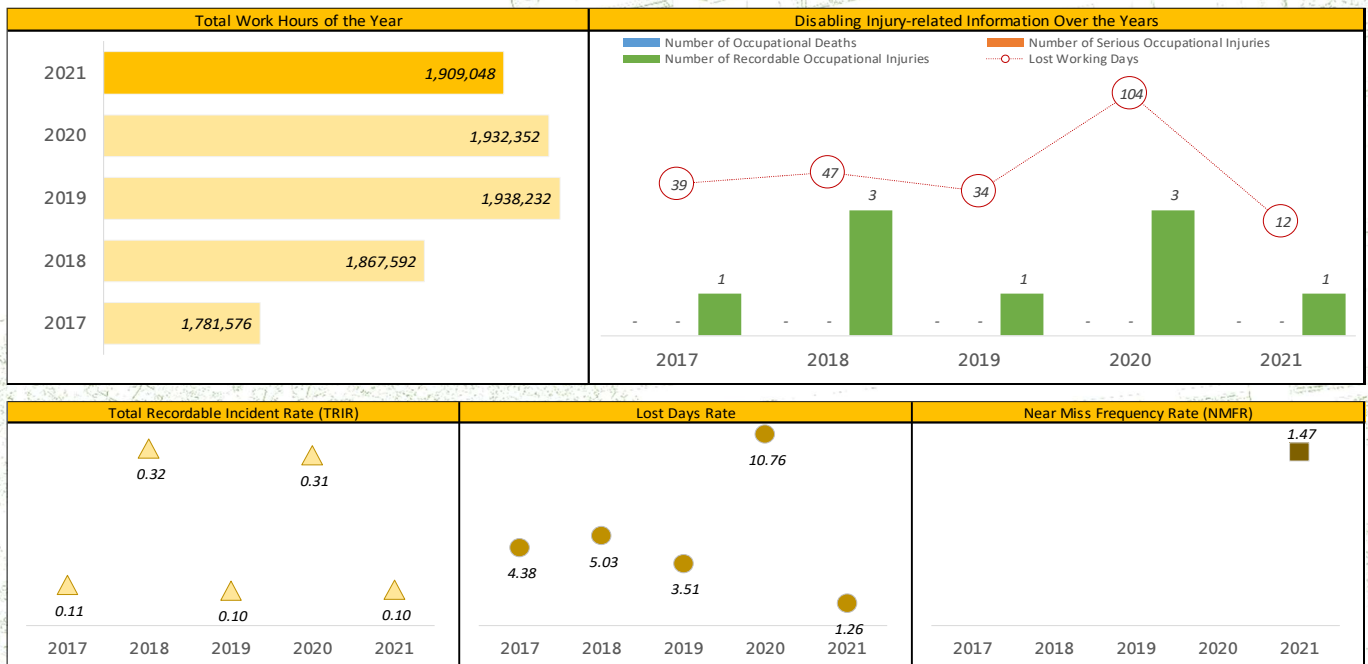 Total Work Hours of the Year
2021
1,909,048
2020
1,932,352
2019
1,938,232
2018
1,867,592
2017
1,781,576
Disabling Injury-related Information Over the Years
Number of Occupational Deaths
Number of Serious Occupational Injuries
Number of Recordable Occupational Injuries
Lost Working Days
104
39
47
34
12
3
3
1
1
1
- - - - - - - - - -
2017 2018 2019 2020 2021
Total Recordable Incident Rate (TRIR)
0.32
0.31
0.11
0.10
0.10
2017 2018 2019 2020 2021
Lost Days Rate
10.76
4.38
5.03
3.51
1.26
2017 2018 2019 2020 2021
Near Miss Frequency Rate (NMFR)
1.47
2017 2018 2019 2020 2021